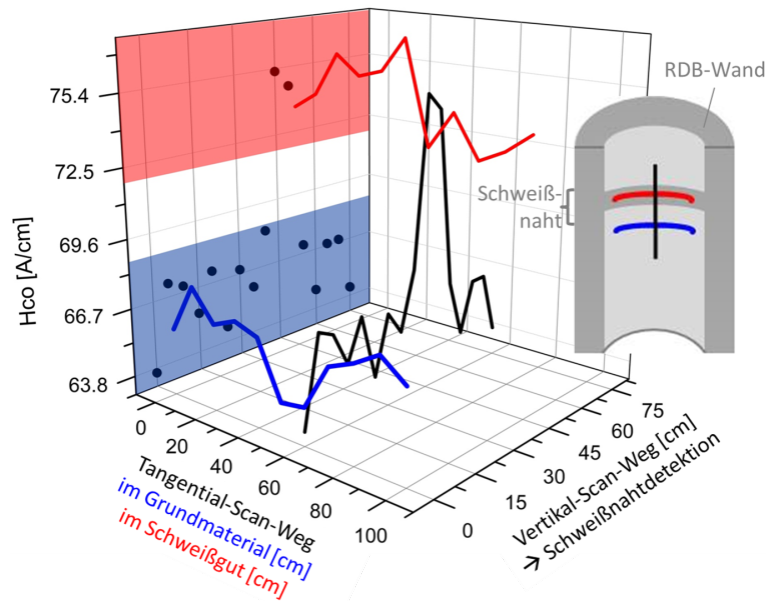 75.4
72.5
69.6
66.7
63.8
Hco [A/cm]
0
20
40
60
80
100
Tangential-Scan-Weg
im Grundmaterial [cm]
im Schweißgut [cm]
0
15
30
45
60
75
Vertikal-Scan-Weg [cm]
→ Schweißnahtdetektion
RDB-Wand
Schweiß-
naht